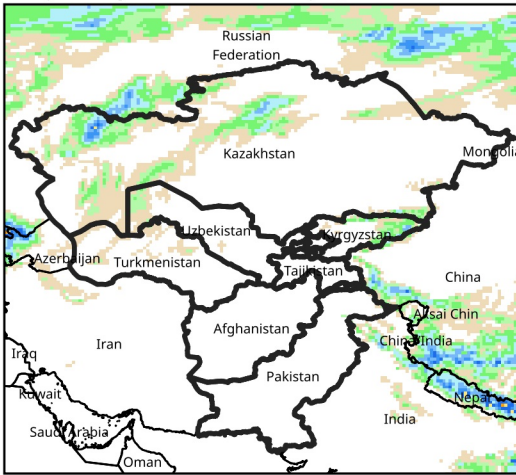 Russian
Federation
Kazakhstan
Mongolia
Uzbekistan
Kyrgyzstan
Azerbaijan
Turkmenistan
Tajikistan
China
Aksai Chin
Afghanistan
China/India
Iran
Iraq
Pakistan
Kuwait
Nepal
India
Saudi Arabia
Oman